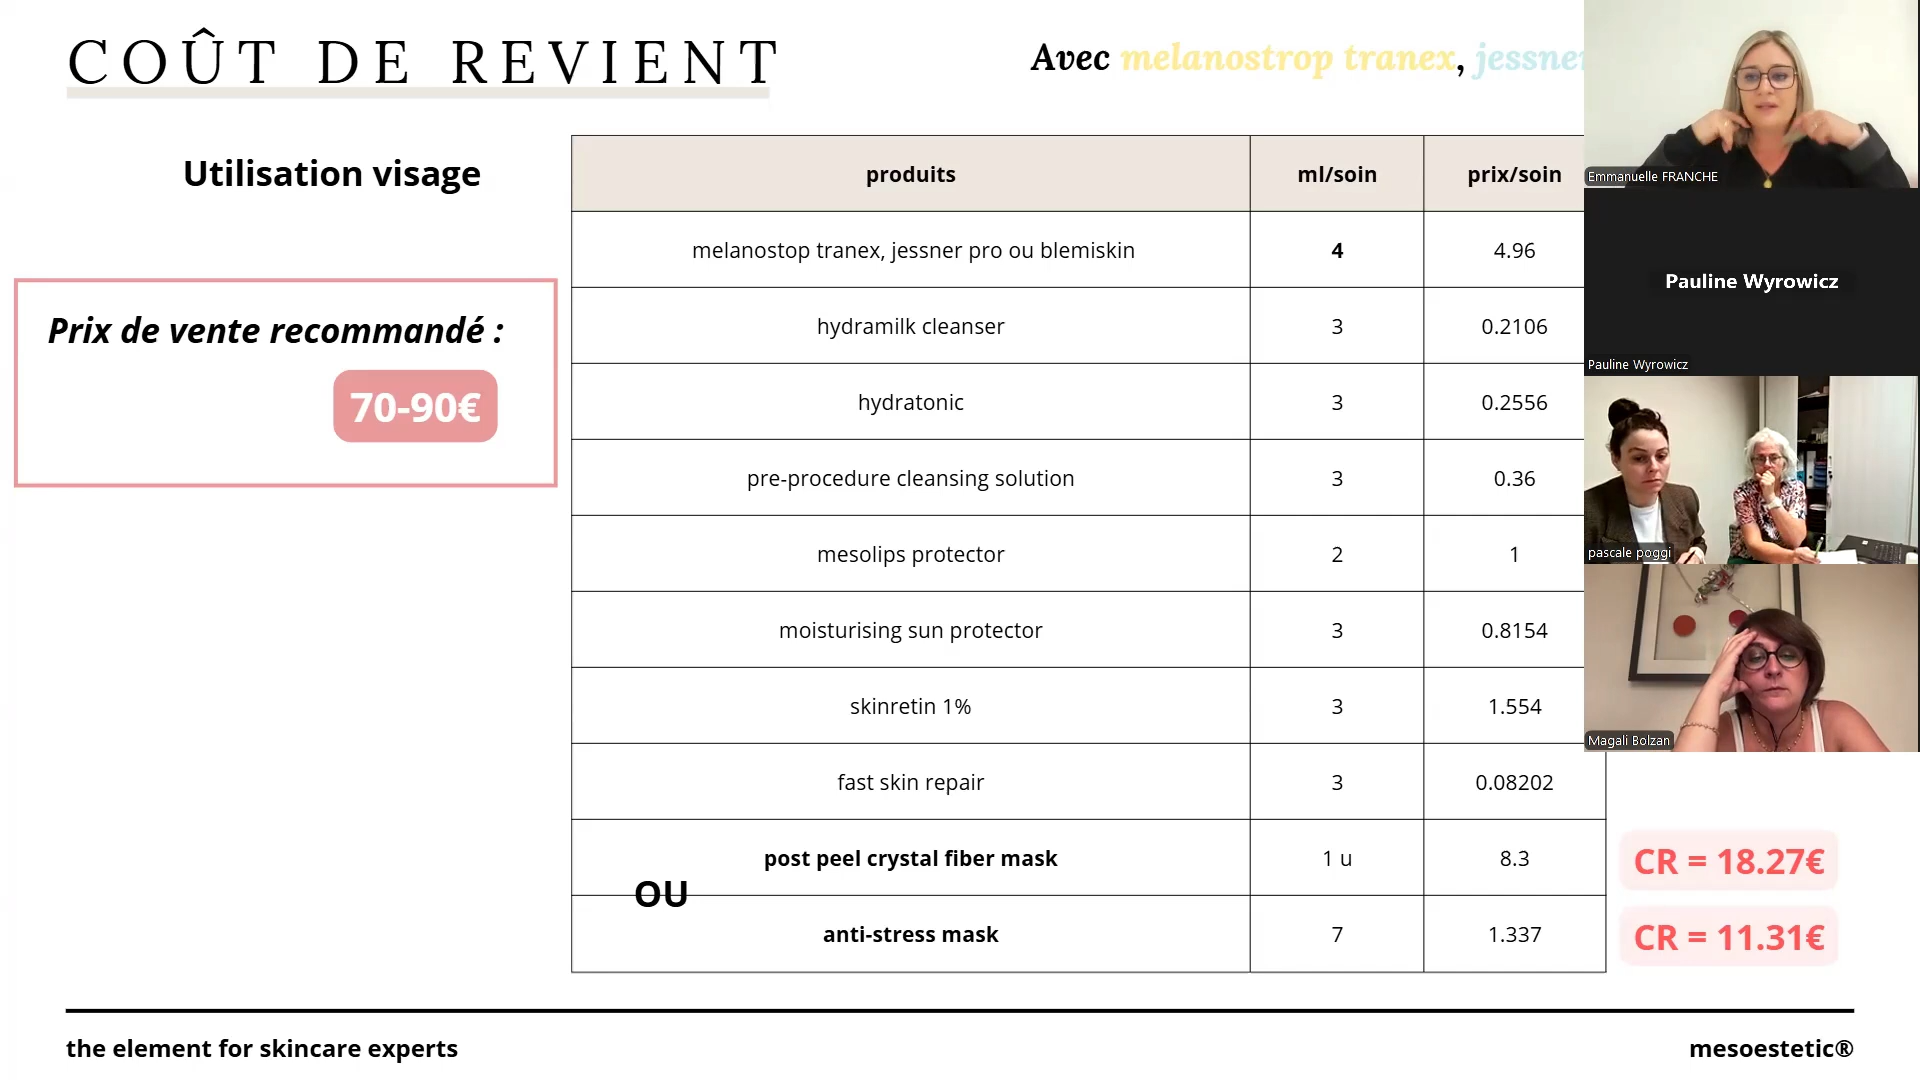 COÛT DE REVIENT
Avec melanostrop tranex, jessner
Utilisation visage
Prix de vente recommandé :
70-90€
produits ml/soin prix/soin
melanostop tranex, jessner pro ou blemiskin 4 4.96
hydramilk cleanser 3 0.2106
hydratonic 3 0.2556
pre-procedure cleansing solution 3 0.36
mesolips protector 2 1
moisturising sun protector 3 0.8154
skinretin 1% 3 1.554
fast skin repair 3 0.08202
post peel crystal fiber mask 1 u 8.3
CR = 18.27€
OU
anti-stress mask 7 1.337
CR = 11.31€
the element for skincare experts
mesoestetic®
Emmanuelle FRANCHE
Pauline Wyrowicz
Pauline Wyrowicz
pascale poggi
Magali Bolzan